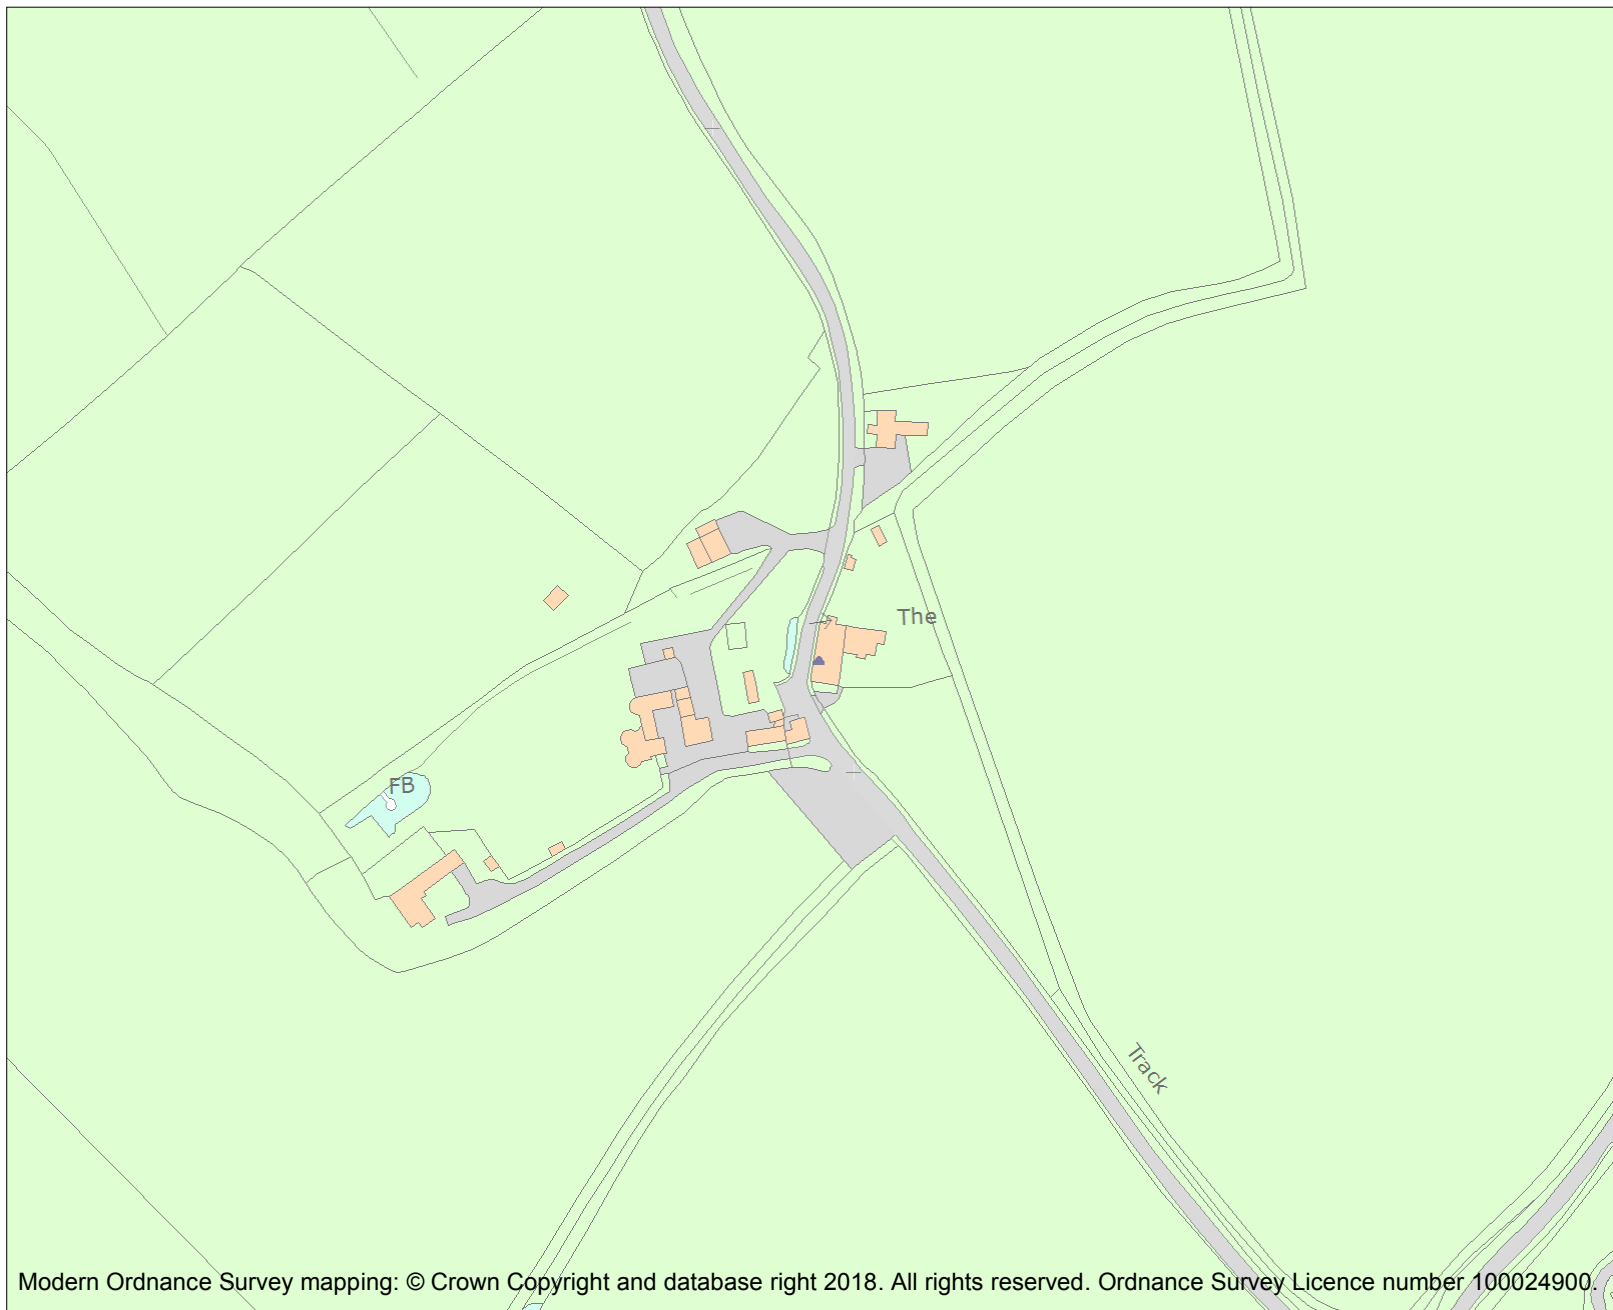 The
FB
Track
Modern Ordnance Survey mapping: © Crown Copyright and database right 2018. All rights reserved. Ordnance Survey Licence number 100024900.